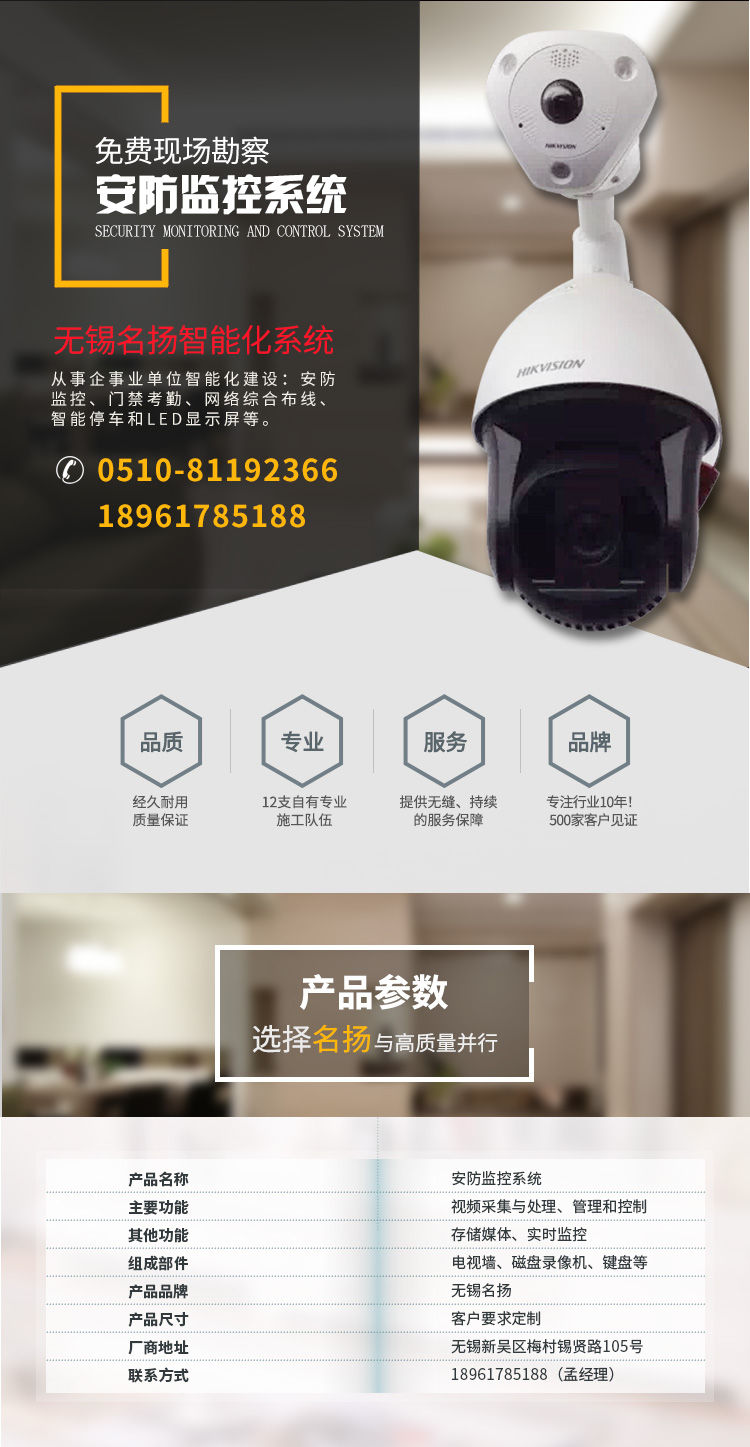 免费现场勘察
安防监控系统
SECURITY MONITORING AND CONTROL SYSTEM
HIKVISION
HIKVISION
无锡名扬智能化系统
从事企事业单位智能化建设：安防
监控、门禁考勤、网络综合布线、
智能停车和LED显示屏等。
0510-81192366
18961785188
品质
专业
服务
品牌
经久耐用
质量保证
12支自有专业
施工队伍
提供无缝、持续
的服务保障
专注行业10年！
500家客户见证
产品参数
选择名扬与高质量并行
产品名称 安防监控系统
主要功能 视频采集与处理、管理和控制
其他功能 存储媒体、实时监控
组成部件 电视墙、磁盘录像机、键盘等
产品品牌 无锡名扬
产品尺寸 客户要求定制
厂商地址 无锡新吴区梅村锡贤路105号
联系方式 18961785188（孟经理）